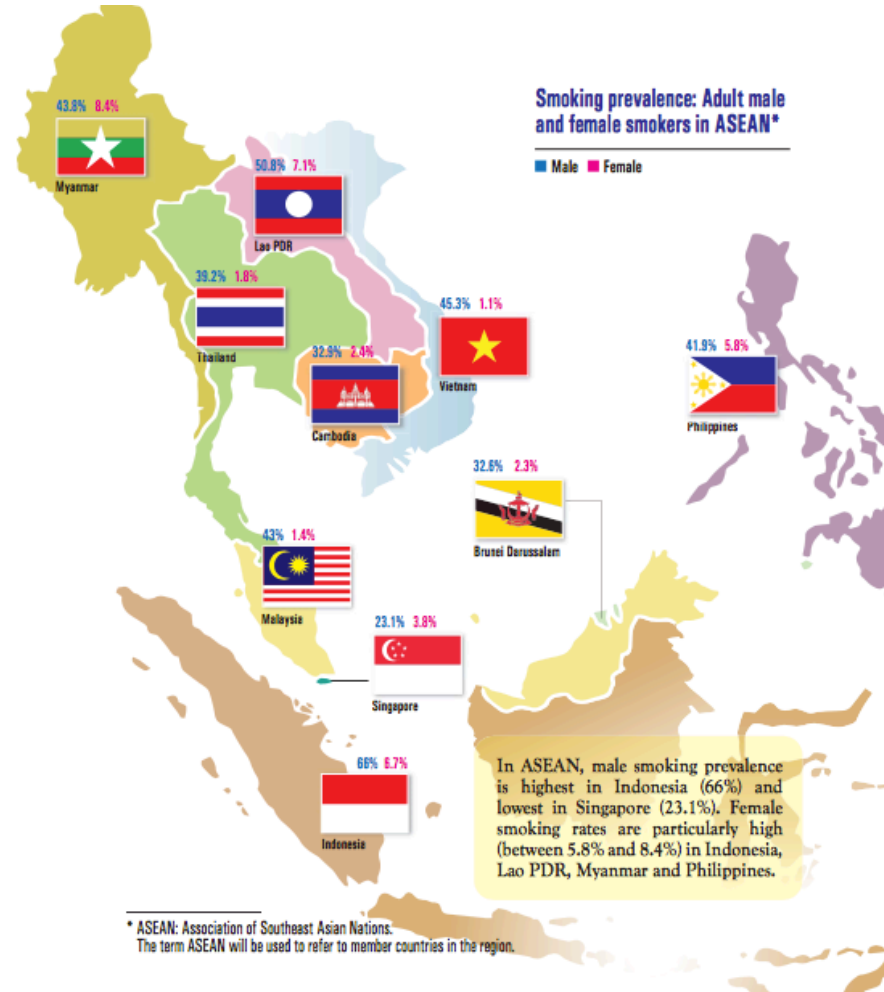 Smoking prevalence: Adult male
and female smokers in ASEAN*
Male Female
43.8% 8.4%
Myanmar
50.8% 7.1%
Lao PDR
39.2% 1.8%
Thailand
32.9% 2.4%
Cambodia
45.3% 1.1%
Vietnam
41.9% 5.8%
Philippines
32.6% 2.3%
Brunei Darussalam
43% 1.4%
Malaysia
23.1% 3.8%
Singapore
66% 6.7%
Indonesia
In ASEAN, male smoking prevalence
is highest in Indonesia (66%) and
lowest in Singapore (23.1%). Female
smoking rates are particularly high
(between 5.8% and 8.4%) in Indonesia,
Lao PDR, Myanmar and Philippines.
* ASEAN: Association of Southeast Asian Nations.
The term ASEAN will be used to refer to member countries in the region.